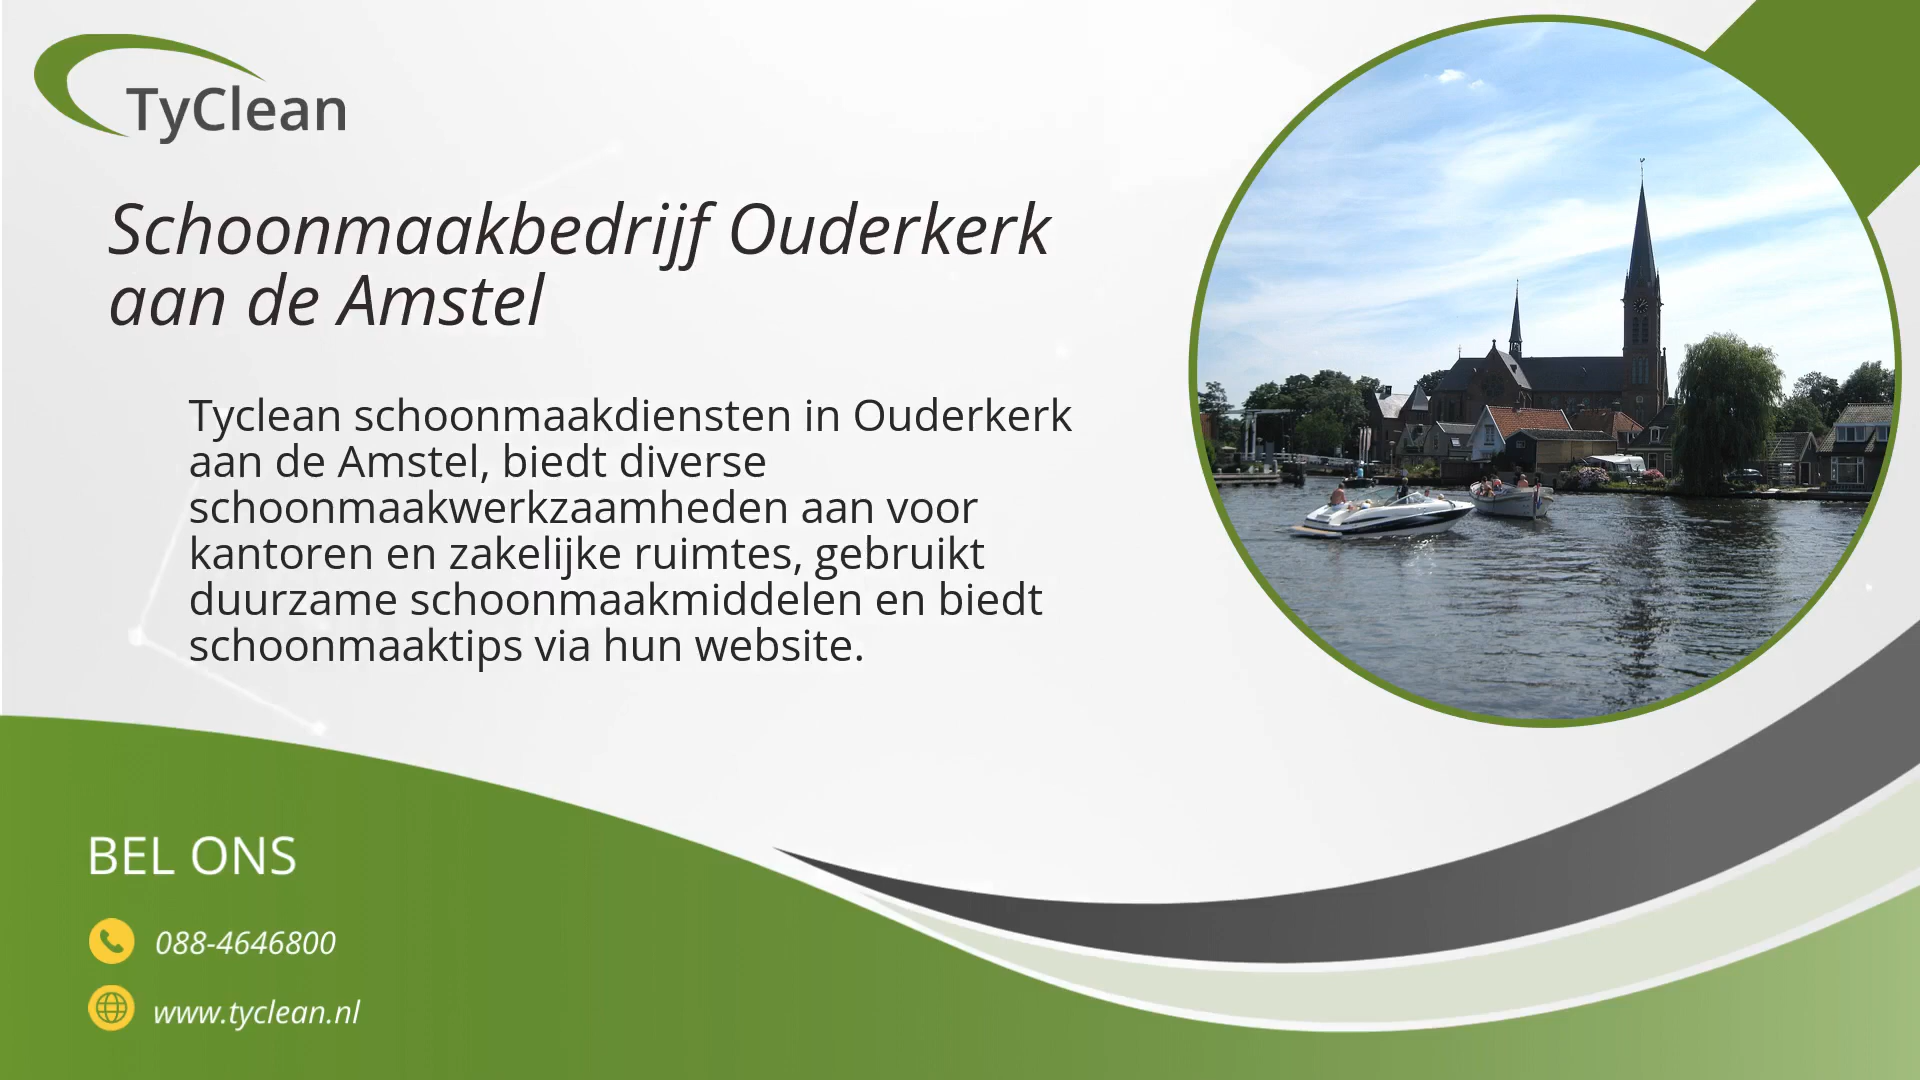 TyClean
Schoonmaakbedrijf Ouderkerk
aan de Amstel
Tyclean schoonmaakdiensten in Ouderkerk
aan de Amstel, biedt diverse
schoonmaakwerkzaamheden aan voor
kantoren en zakelijke ruimtes, gebruikt
duurzame schoonmaakmiddelen en biedt
schoonmaaktips via hun website.
BEL ONS
088-4646800
www.tyclean.nl